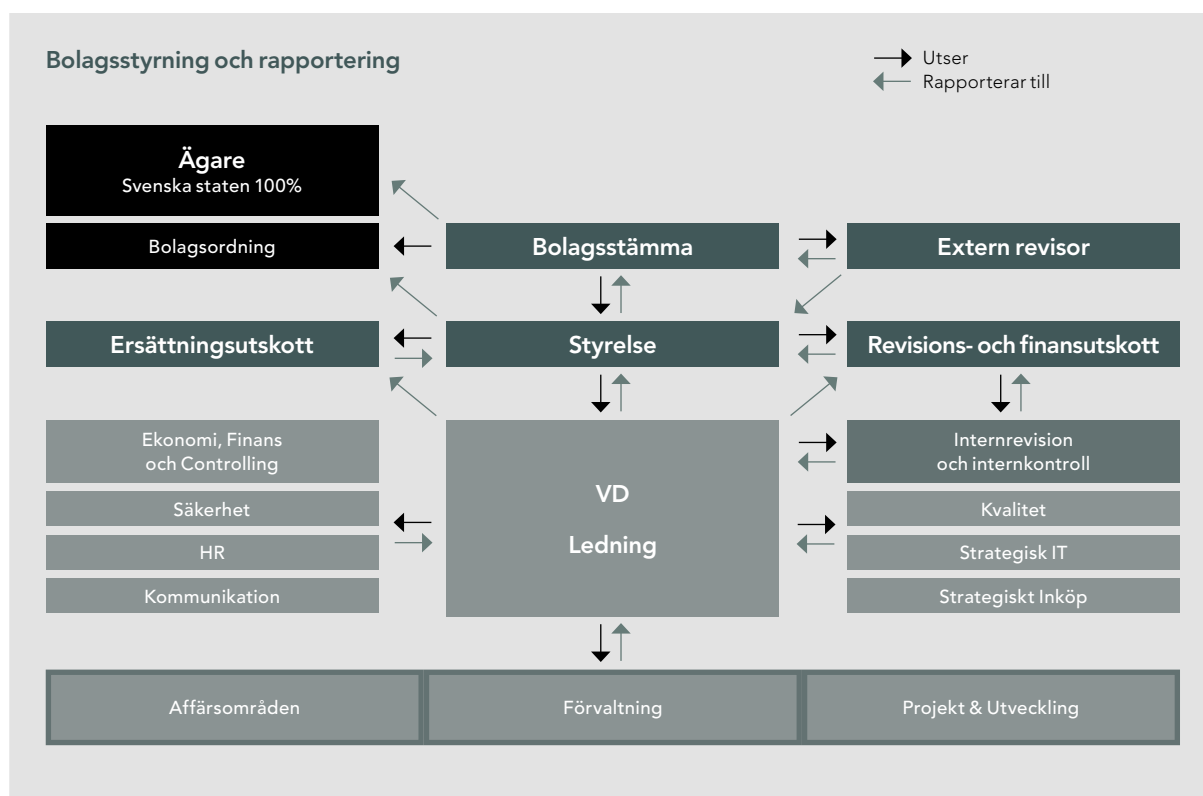 Bolagsstyrning och rapportering
Utser
Rapporterar till
Ägare
Svenska staten 100%
Bolagsordning
Bolagsstämma
Extern revisor
Ersättningsutskott
Styrelse
Revisions- och finansutskott
Ekonomi, Finans
och Controlling
Säkerhet
HR
Kommunikation
VD
Ledning
Internrevision
och internkontroll
Kvalitet
Strategisk IT
Strategiskt Inköp
Affärsområden
Förvaltning
Projekt & Utveckling